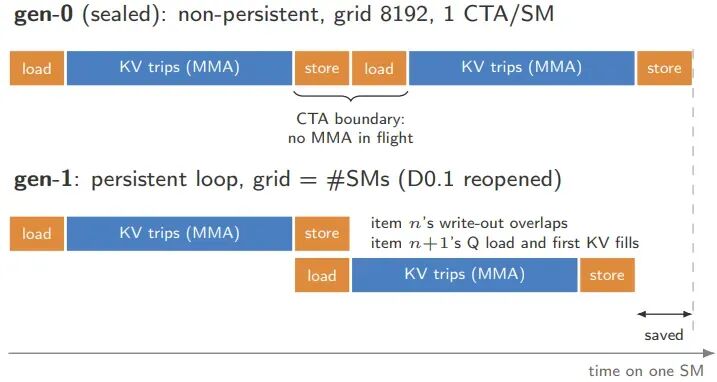 gen-0 (sealed): non-persistent, grid 8192, 1 CTA/SM
load KV trips (MMA) store load KV trips (MMA) store
CTA boundary:
no MMA in flight
gen-1: persistent loop, grid = #SMs (D0.1 reopened)
load KV trips (MMA) store
item n's write-out overlaps
item n+1's Q load and first KV fills
load KV trips (MMA) store
saved
time on one SM